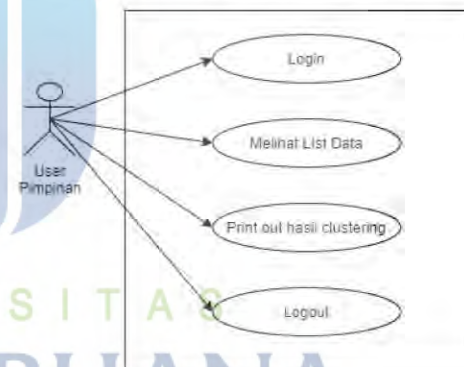 Login
Melihat List Data
User
Pimpinan
Print out hasil clustering
Logout
S I T A S